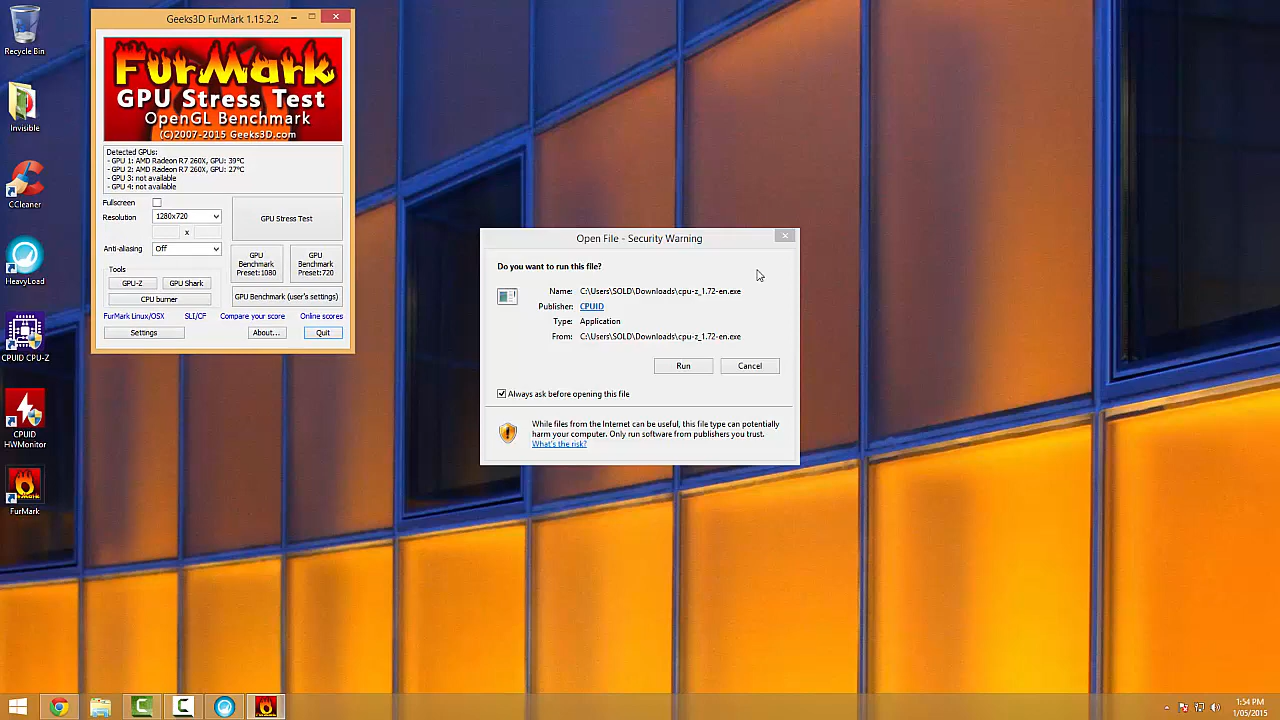 Recycle Bin
Invisible
CCleaner
HeavyLoad
CPUID CPU-Z
CPUID
HWMonitor
FurMark
Geeks3D FurMark 1.15.2.2
FurMark
GPU Stress Test
OpenGL Benchmark
(C)2007-2015 Geeks3D.com
Detected GPUs:
- GPU 1: AMD Radeon R7 260X, GPU: 39°C
- GPU 2: AMD Radeon R7 260X, GPU: 27°C
- GPU 3: not available
- GPU 4: not available
Fullscreen
Resolution 1280x720
x
GPU Stress Test
Anti-aliasing: Off
GPU
Benchmark
Preset:1080
GPU
Benchmark
Preset:720
Tools
GPU-Z GPU Shark
CPU burner
GPU Benchmark (user's settings)
FurMark Linux/OSX SLI/CF Compare your score Online scores
Settings About... Quit
Open File - Security Warning
Do you want to run this file?
Name: C:\Users\SOLD\Downloads\cpu-z_1.72-en.exe
Publisher: CPUID
Type: Application
From: C:\Users\SOLD\Downloads\cpu-z_1.72-en.exe
Run Cancel
Always ask before opening this file
While files from the Internet can be useful, this file type can potentially
harm your computer. Only run software from publishers you trust.
What's the risk?
1:54 PM
1/05/2015